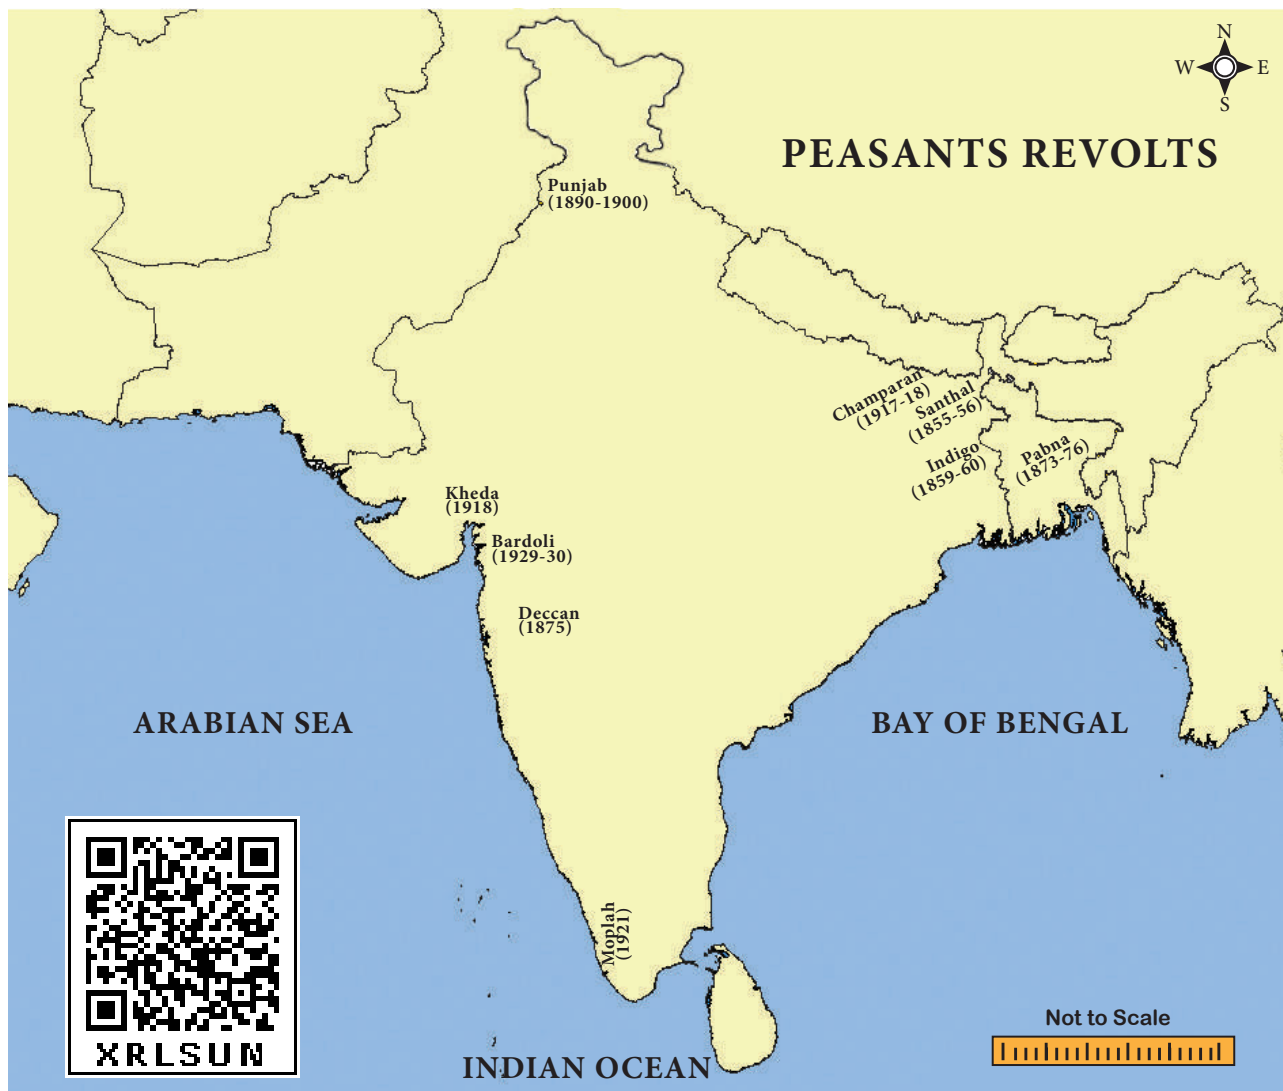 N
W E
S
PEASANTS REVOLTS
Punjab
(1890-1900)
Champaran
(1917-18)
Santhal
(1855-56)
Indigo
(1859-60)
Pabna
(1873-76)
Kheda
(1918)
Bardoli
(1929-30)
Deccan
(1875)
ARABIAN SEA
BAY OF BENGAL
Moplah
(1921)
XRLSUN
Not to Scale
INDIAN OCEAN